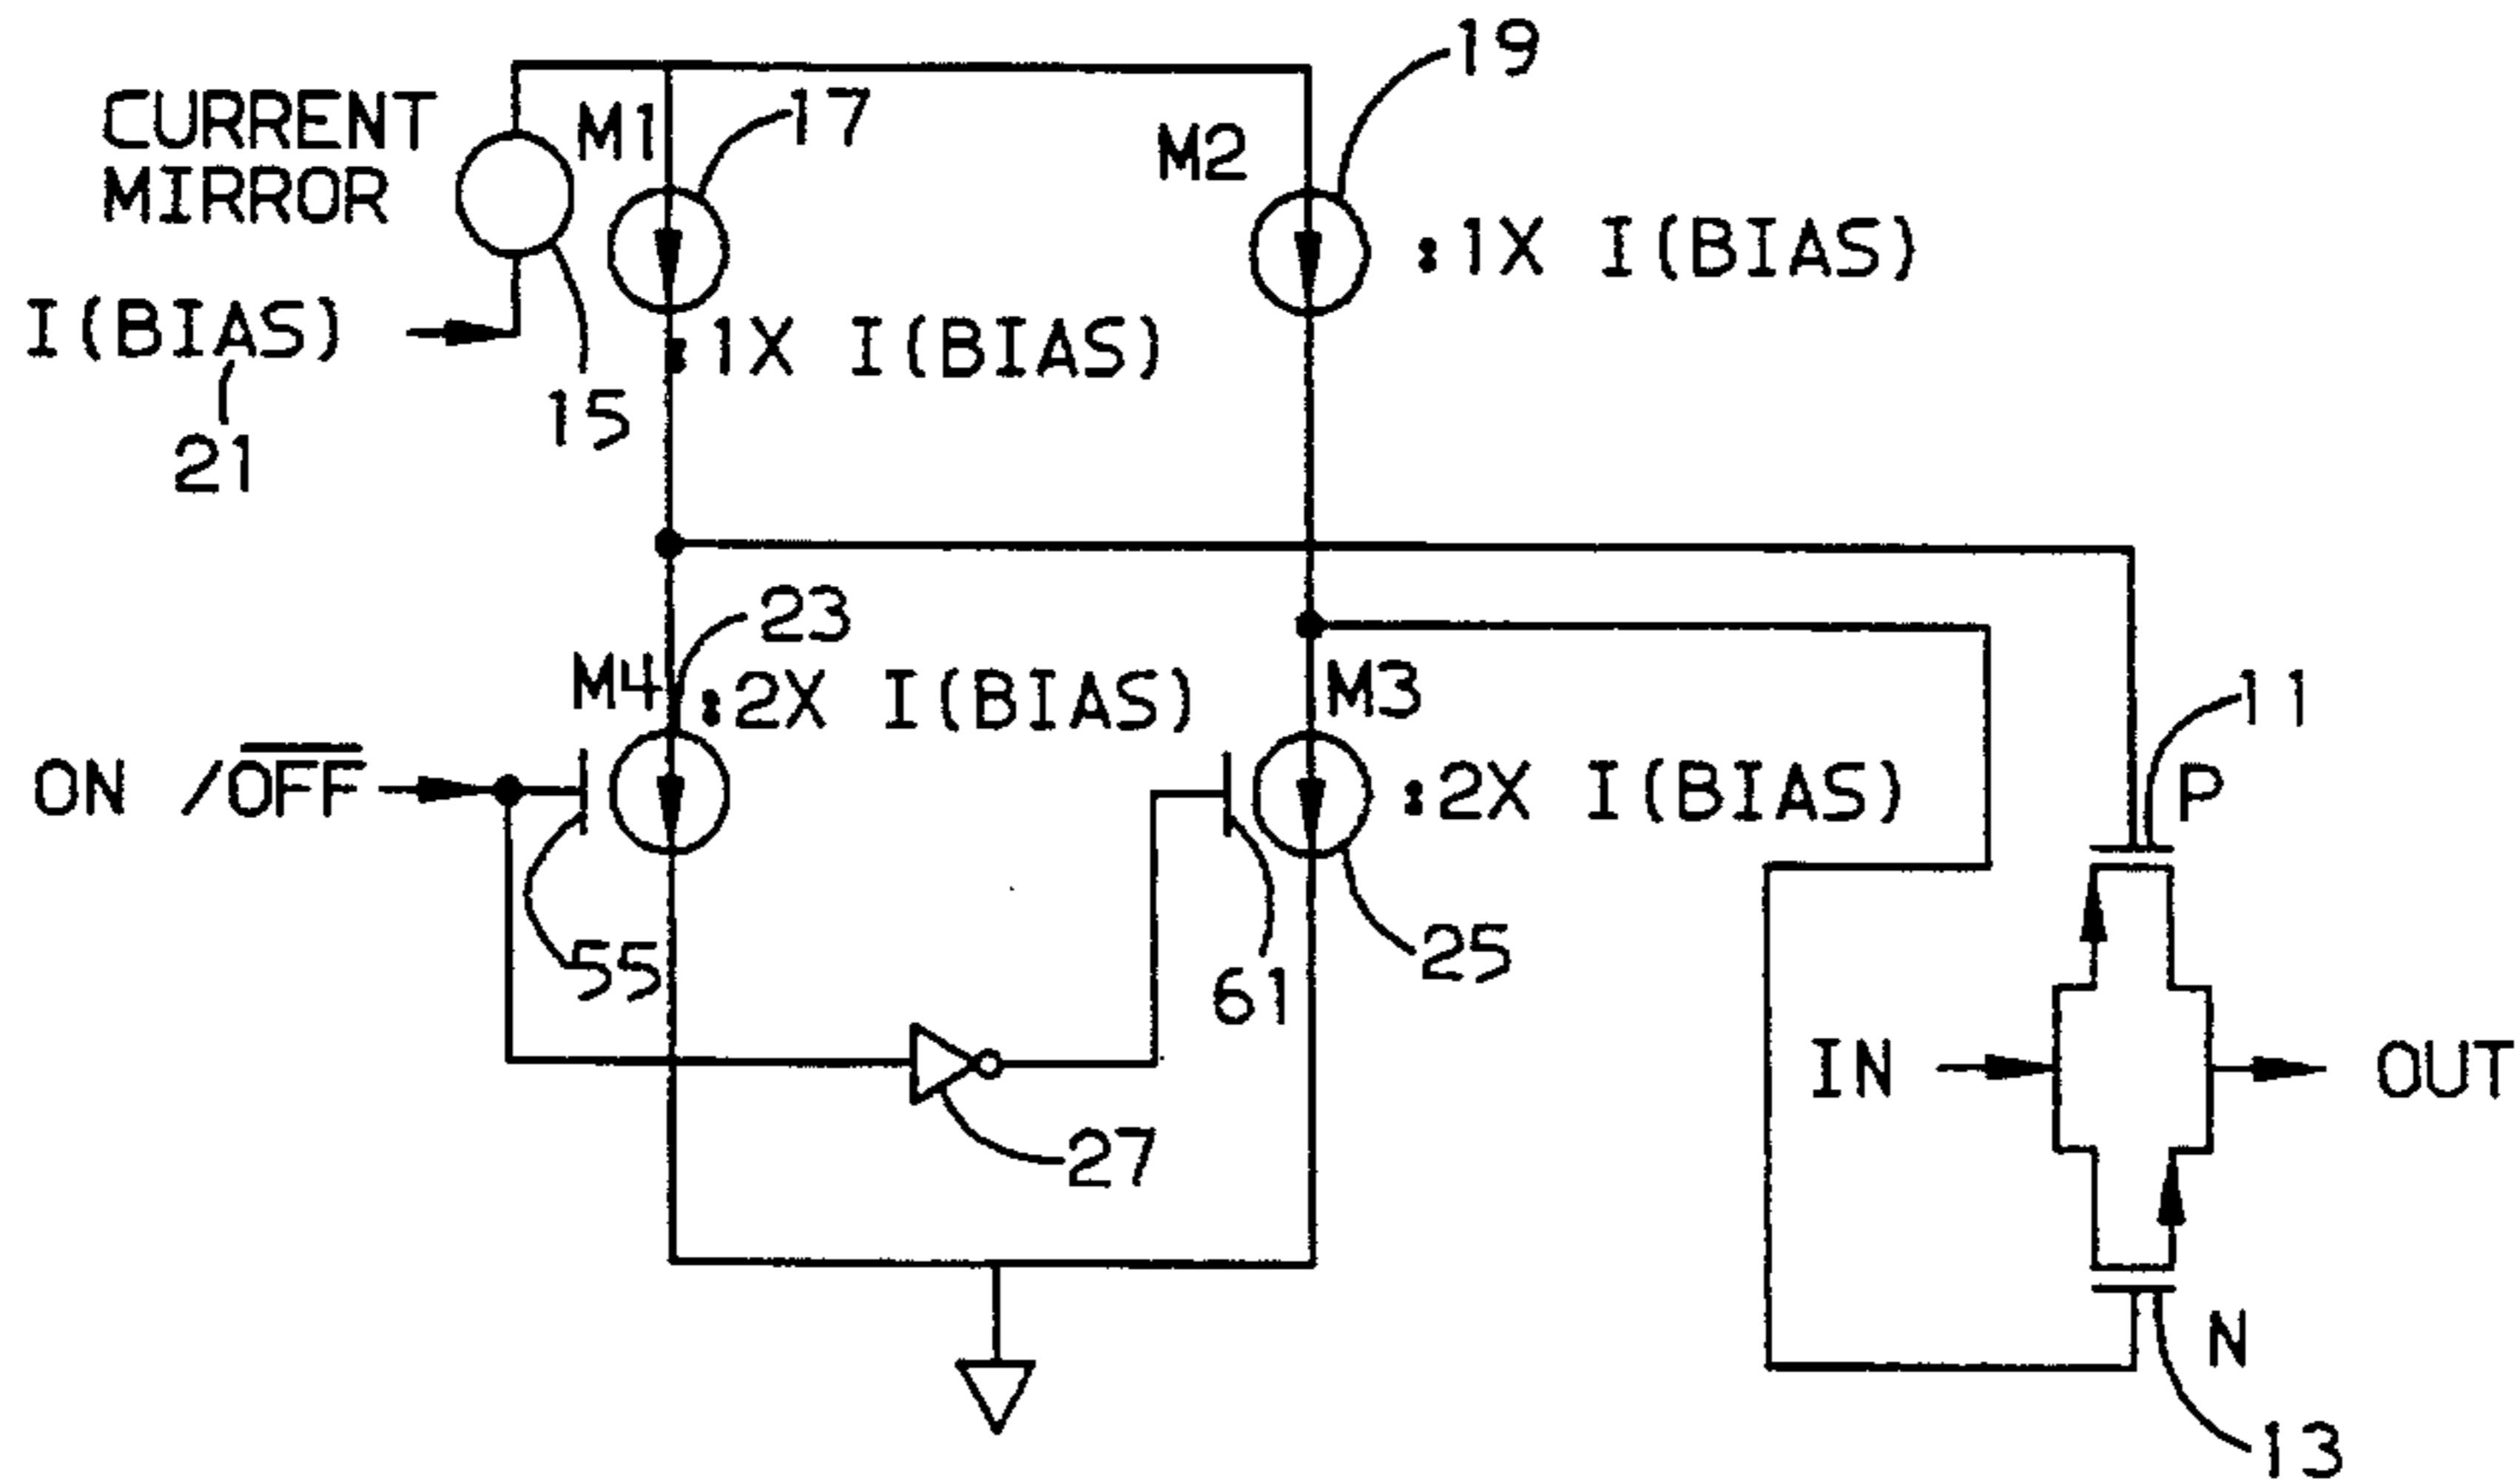 19
CURRENT
MIRROR
M1
17
M2
:1X I(BIAS)
I(BIAS)
:1X I(BIAS)
15
21
23
M4
:2X I(BIAS)
M3
11
P
ON /O̅F̅F̅
:2X I(BIAS)
55
25
61
IN
OUT
27
N
13